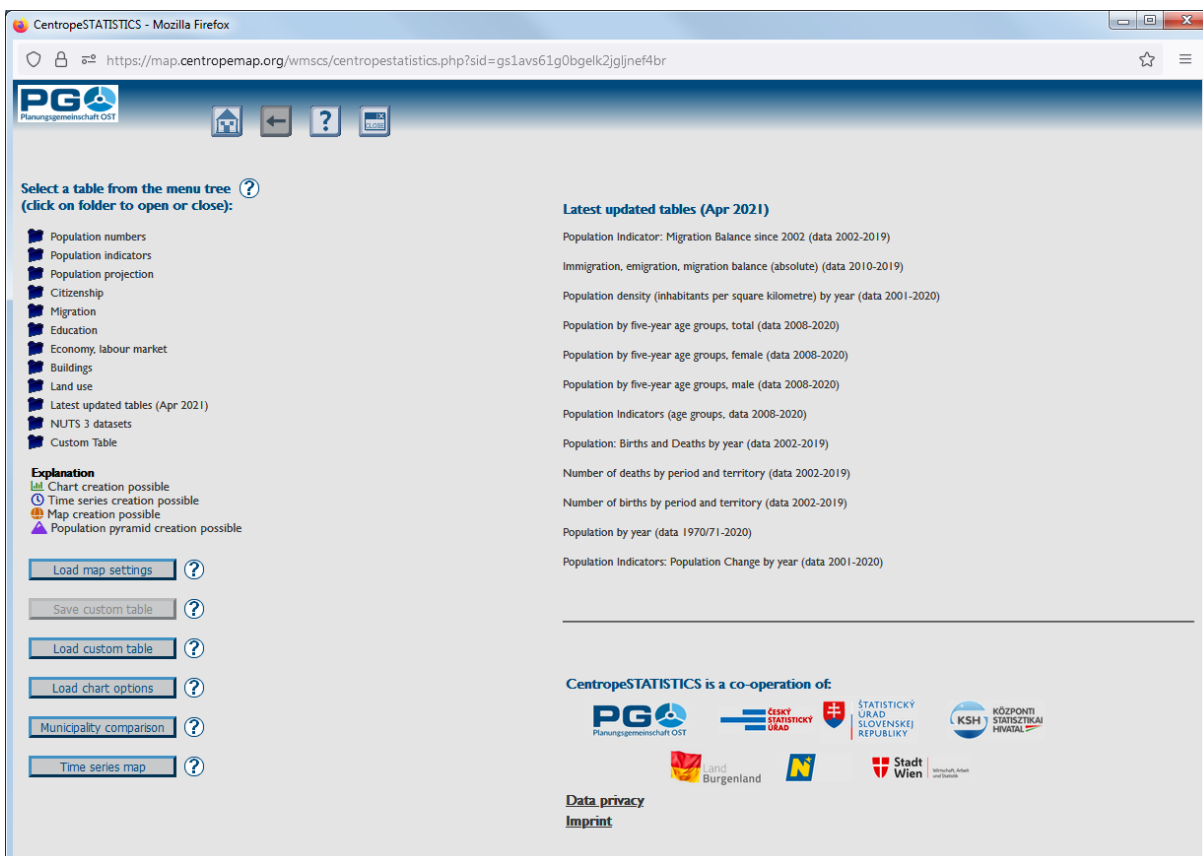 CentropeSTATISTICS - Mozilla Firefox
https://map.centropemap.org/wmscs/centropestatistics.php?sid=gs1avs61g0bgelk2jgljnef4br
PGO
Planungsgemeinschaft OST
?
CLOSE
Select a table from the menu tree ?
(click on folder to open or close):
Population numbers
Population indicators
Population projection
Citizenship
Migration
Education
Economy, labour market
Buildings
Land use
Latest updated tables (Apr 2021)
NUTS 3 datasets
Custom Table
Explanation
Chart creation possible
Time series creation possible
Map creation possible
Population pyramid creation possible
Load map settings ?
Save custom table ?
Load custom table ?
Load chart options ?
Municipality comparison ?
Time series map ?
Latest updated tables (Apr 2021)
Population Indicator: Migration Balance since 2002 (data 2002-2019)
Immigration, emigration, migration balance (absolute) (data 2010-2019)
Population density (inhabitants per square kilometre) by year (data 2001-2020)
Population by five-year age groups, total (data 2008-2020)
Population by five-year age groups, female (data 2008-2020)
Population by five-year age groups, male (data 2008-2020)
Population Indicators (age groups, data 2008-2020)
Population: Births and Deaths by year (data 2002-2019)
Number of deaths by period and territory (data 2002-2019)
Number of births by period and territory (data 2002-2019)
Population by year (data 1970/71-2020)
Population Indicators: Population Change by year (data 2001-2020)
CentropeSTATISTICS is a co-operation of:
PGO
Planungsgemeinschaft OST
ČESKÝ
STATISTICKÝ
ÚŘAD
ŠTATISTICKÝ
ÚRAD
SLOVENSKEJ
REPUBLIKY
KSH
KÖZPONTI
STATISZTIKAI
HIVATAL
Land
Burgenland
N
Stadt
Wien
Wirtschaft, Arbeit
und Statistik
Data privacy
Imprint